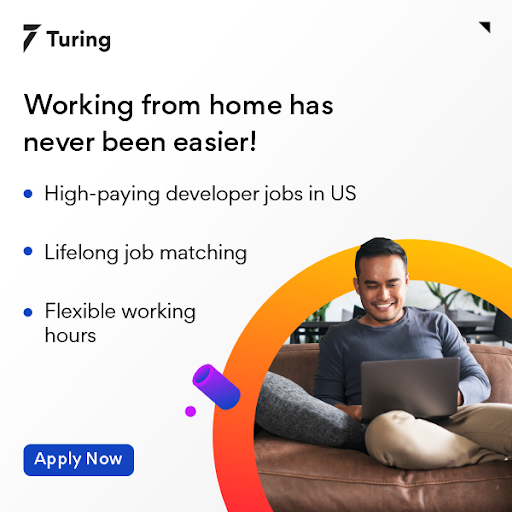 Turing
Working from home has
never been easier!
High-paying developer jobs in US
Lifelong job matching
Flexible working
hours
Apply Now